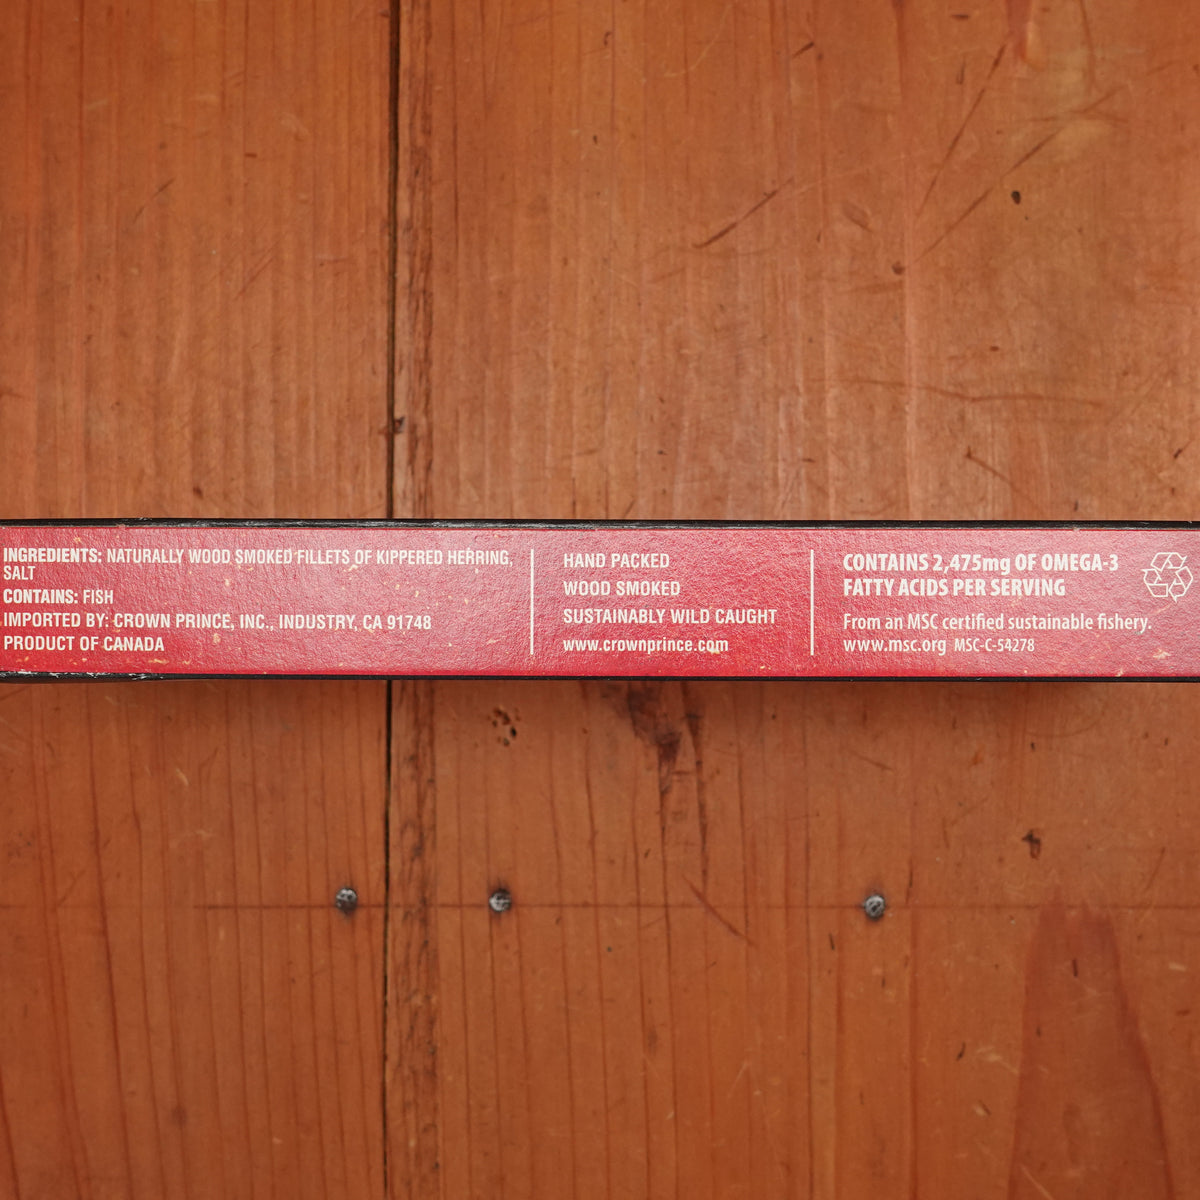 INGREDIENTS: NATURALLY WOOD SMOKED FILLETS OF KIPPERED HERRING,
SALT
CONTAINS: FISH
IMPORTED BY: CROWN PRINCE, INC., INDUSTRY, CA 91748
PRODUCT OF CANADA
HAND PACKED
WOOD SMOKED
SUSTAINABLY WILD CAUGHT
www.crownprince.com
CONTAINS 2,475mg OF OMEGA-3
FATTY ACIDS PER SERVING
From an MSC certified sustainable fishery.
www.msc.org MSC-C-54278